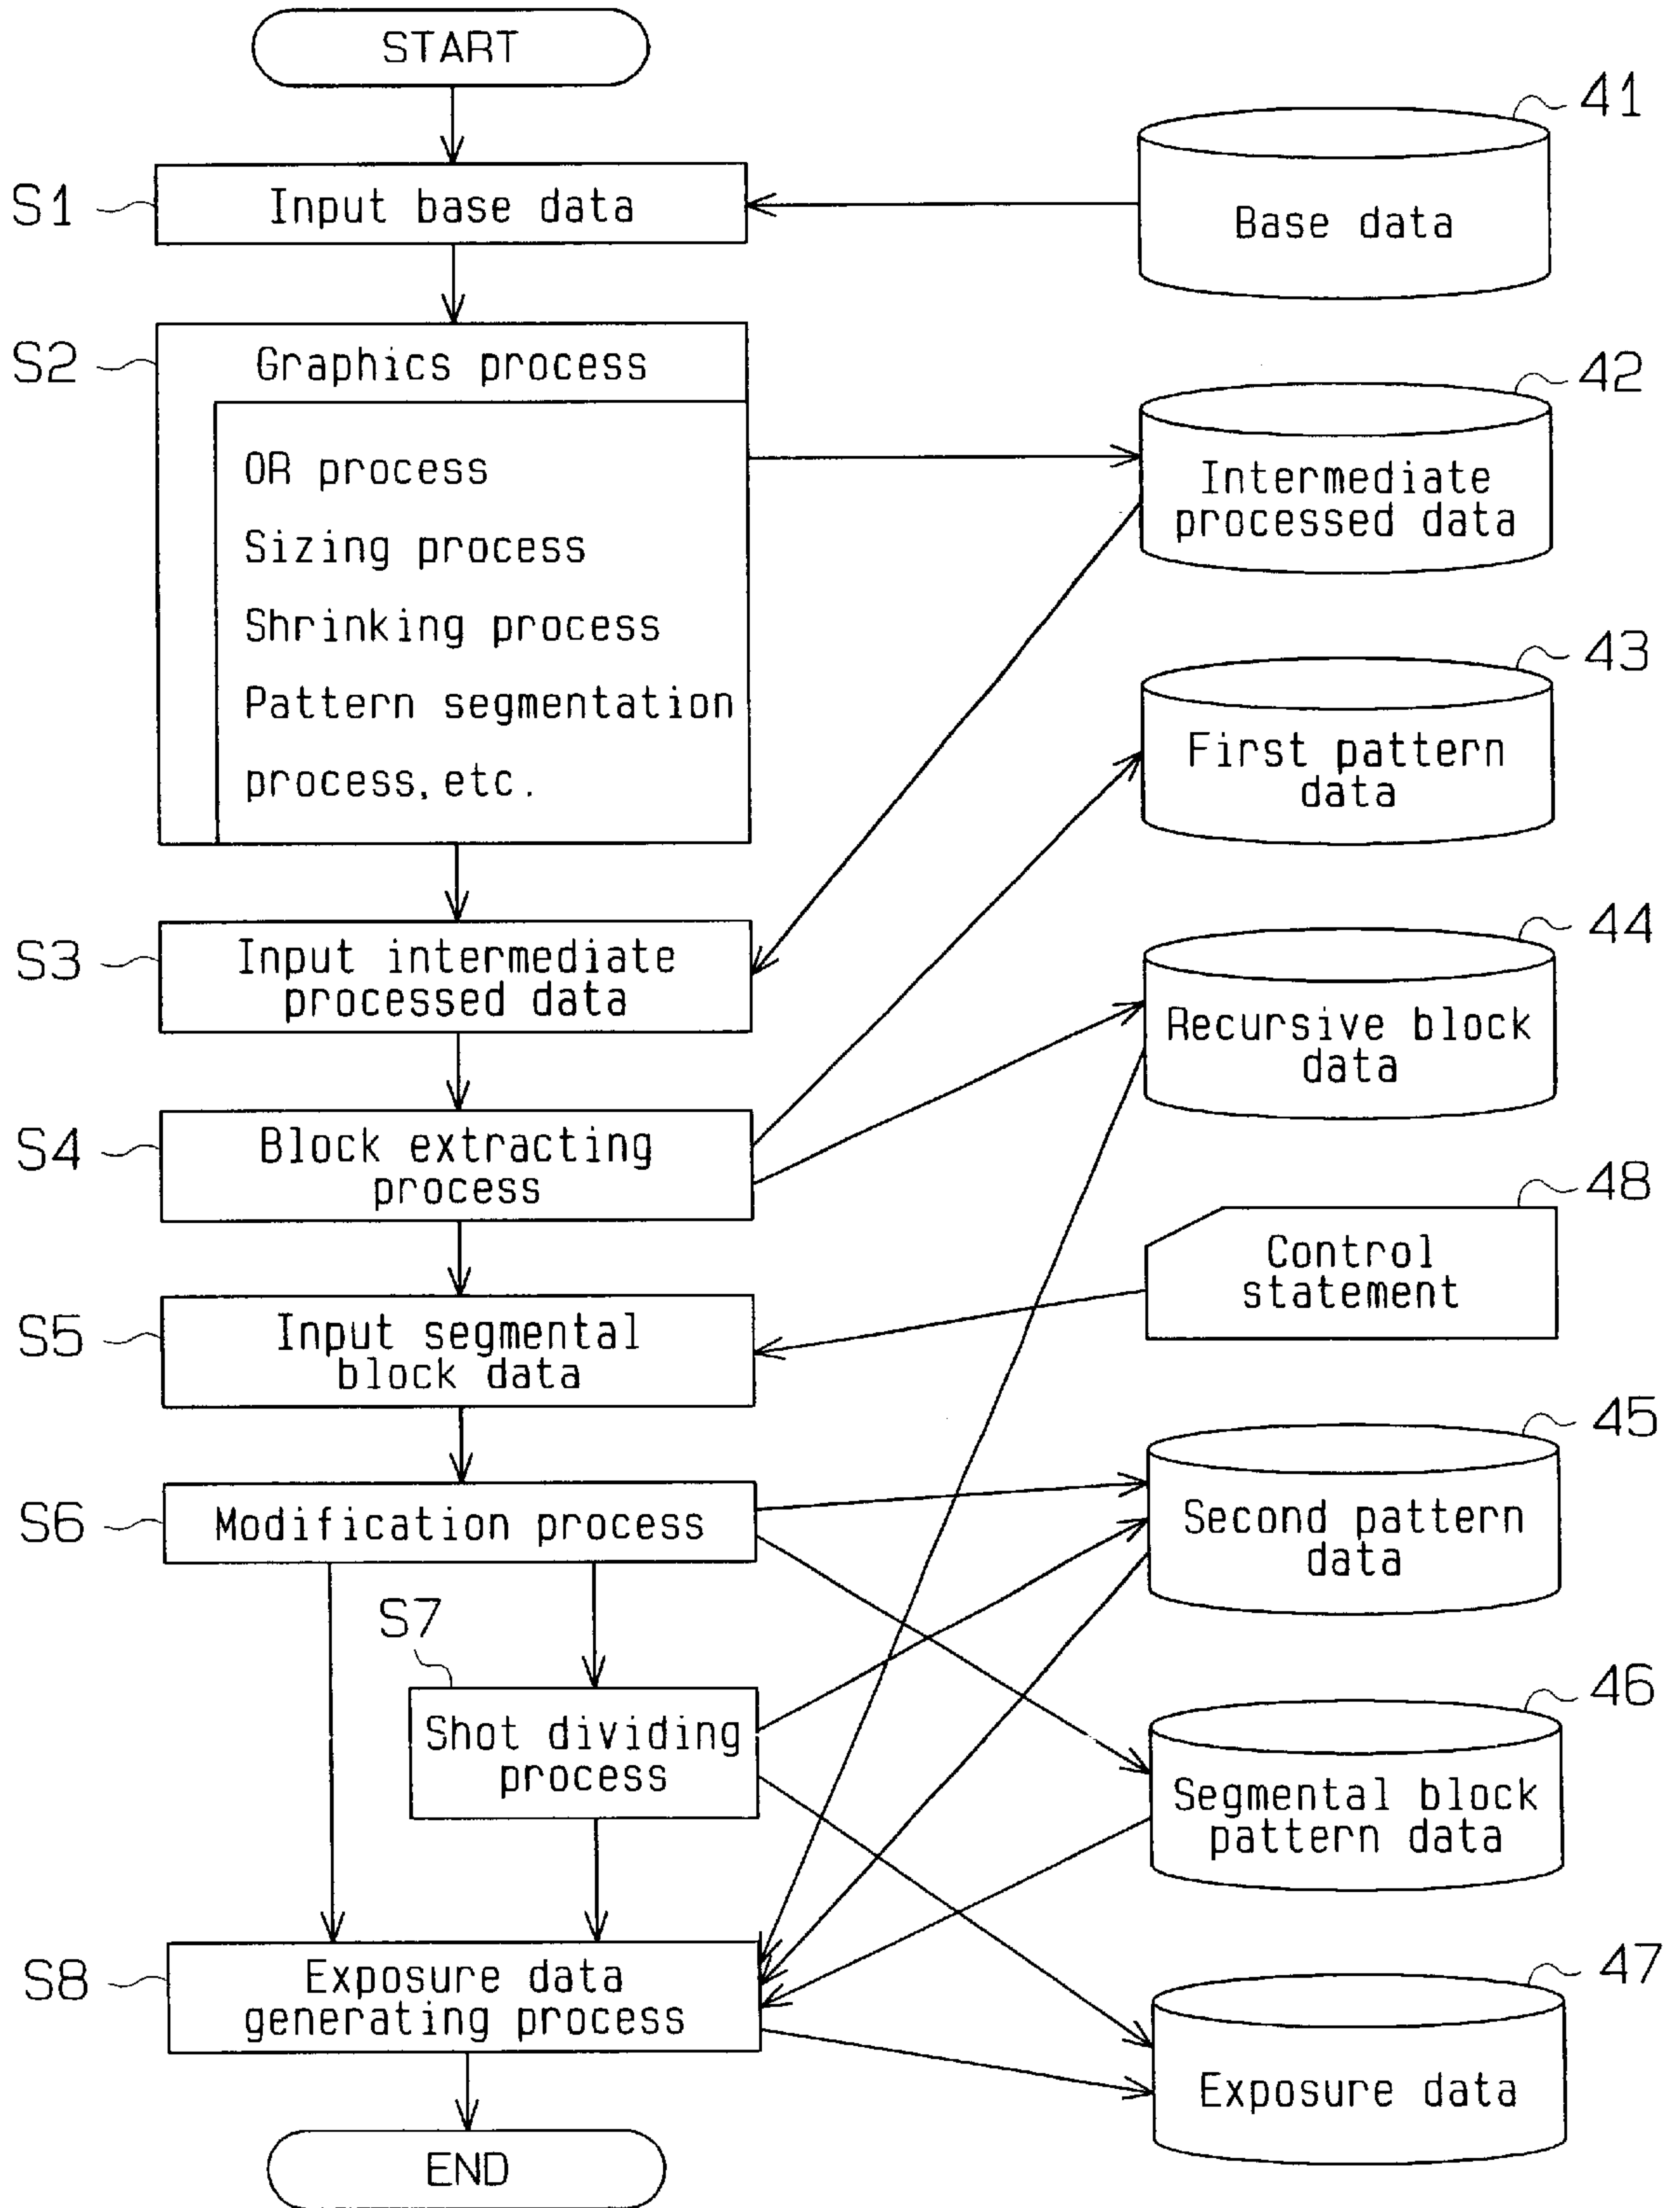 START
41
S1
Input base data
Base data
S2
Graphics process
42
OR process
Sizing process
Shrinking process
Pattern segmentation
process, etc.
Intermediate
processed data
43
First pattern
data
S3
Input intermediate
processed data
44
Recursive block
data
S4
Block extracting
process
48
Control
statement
S5
Input segmental
block data
45
S6
Modification process
Second pattern
data
S7
Shot dividing
process
46
Segmental block
pattern data
S8
Exposure data
generating process
47
Exposure data
END